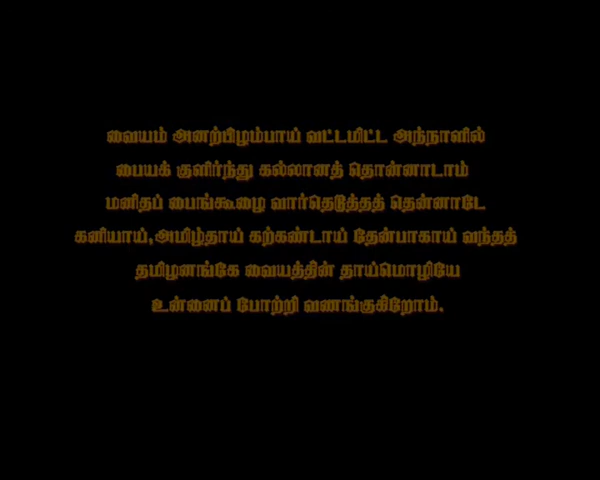 வையம் அனற்பிழம்பாய் வட்டமிட்ட அந்நாளில்
பையக் குளிர்ந்து கல்லானத் தொன்னாடாம்
மனிதப் பைங்கூழை வார்தெடுத்தத் தென்னாடே
கனியாய்,அமிழ்தாய் கற்கண்டாய் தேன்பாகாய் வந்தத்
தமிழனங்கே வையத்தின் தாய்மொழியே
உன்னைப் போற்றி வணங்குகிறோம்.